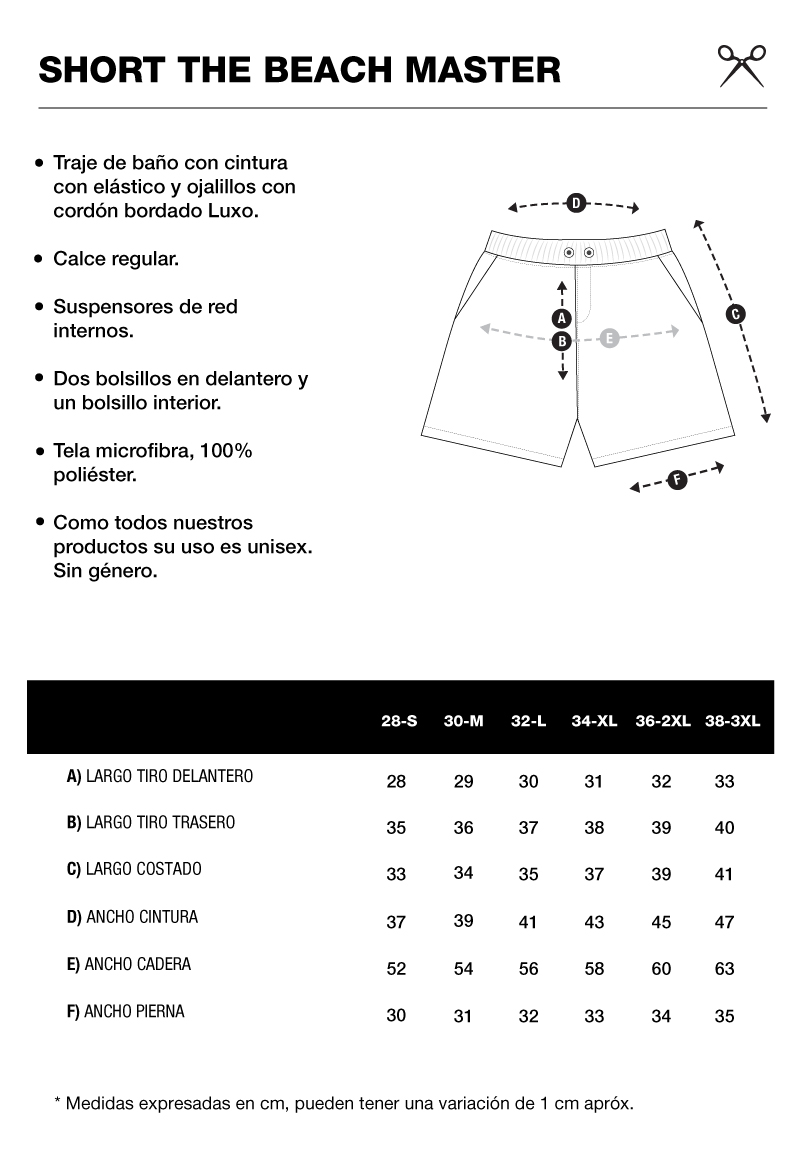 SHORT THE BEACH MASTER
• Traje de baño con cintura
con elástico y ojalillos con
cordón bordado Luxo.
• Calce regular.
• Suspensores de red
internos.
• Dos bolsillos en delantero y
un bolsillo interior.
• Tela microfibra, 100%
poliéster.
• Como todos nuestros
productos su uso es unisex.
Sin género.
D
C
A
B
E
F
28-S 30-M 32-L 34-XL 36-2XL 38-3XL
A) LARGO TIRO DELANTERO 28 29 30 31 32 33
B) LARGO TIRO TRASERO 35 36 37 38 39 40
C) LARGO COSTADO 33 34 35 37 39 41
D) ANCHO CINTURA 37 39 41 43 45 47
E) ANCHO CADERA 52 54 56 58 60 63
F) ANCHO PIERNA 30 31 32 33 34 35
* Medidas expresadas en cm, pueden tener una variación de 1 cm apróx.